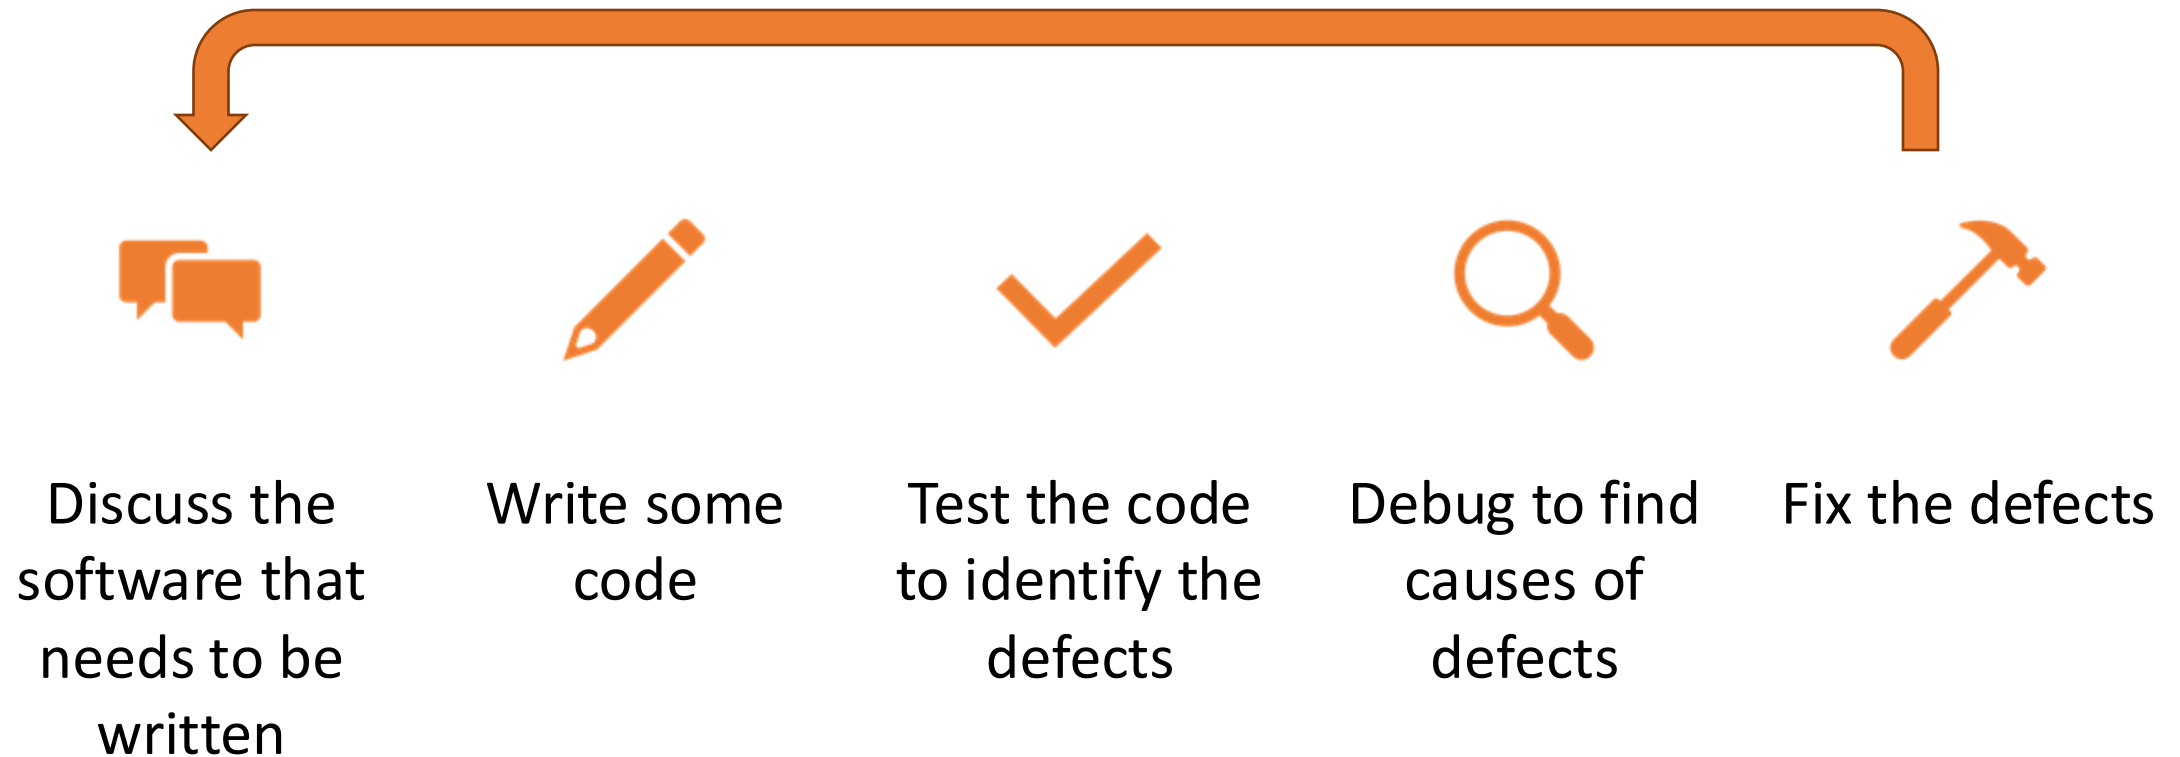 Discuss the
software that
needs to be
written
Write some
code
Test the code
to identify the
defects
Debug to find
causes of
defects
Fix the defects